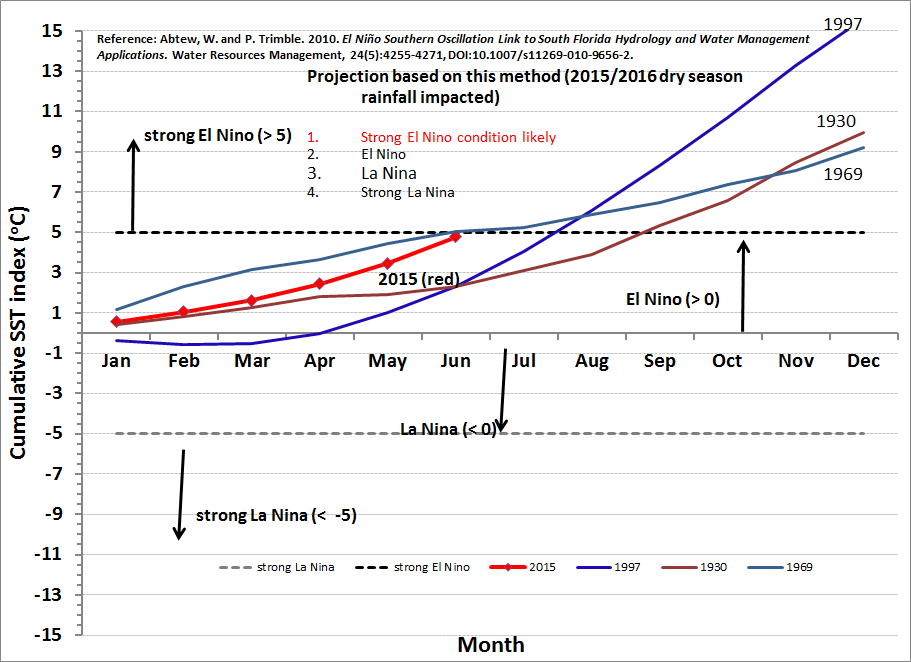 Reference: Abtew, W. and P. Trimble. 2010. El Niño Southern Oscillation Link to South Florida Hydrology and Water Management
Applications. Water Resources Management, 24(5):4255-4271, DOI:10.1007/s11269-010-9656-2.
Projection based on this method (2015/2016 dry season
rainfall impacted)
1. Strong El Nino condition likely
2. El Nino
3. La Nina
4. Strong La Nina
strong El Nino (> 5)
1997
1930
1969
2015 (red)
El Nino (> 0)
La Nina (< 0)
strong La Nina (< -5)
Cumulative SST index (°C)
15
13
11
9
7
5
3
1
-1
-3
-5
-7
-9
-11
-13
-15
Jan Feb Mar Apr May Jun Jul Aug Sep Oct Nov Dec
strong La Nina strong El Nino 2015 1997 1930 1969
Month